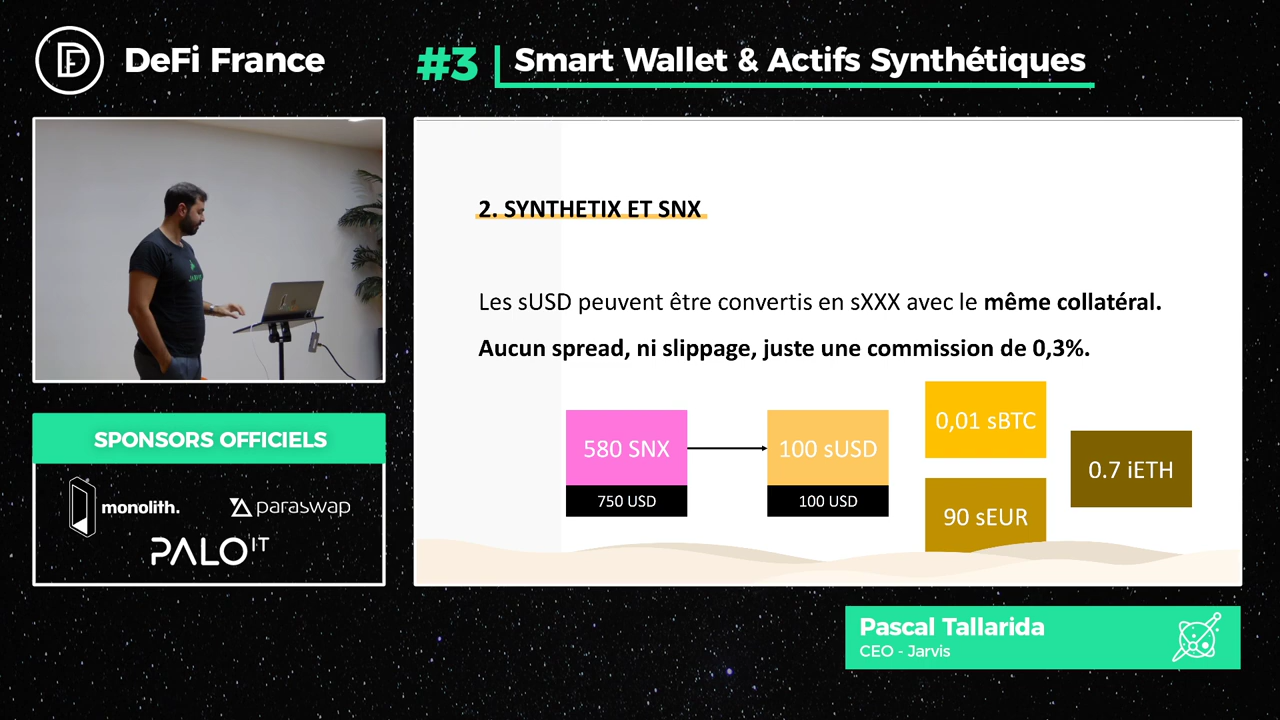 DeFi France
#3 Smart Wallet & Actifs Synthétiques
2. SYNTHETIX ET SNX
Les sUSD peuvent être convertis en sXXX avec le même collatéral.
Aucun spread, ni slippage, juste une commission de 0,3%.
580 SNX
750 USD
100 sUSD
100 USD
0,01 sBTC
90 sEUR
0.7 iETH
SPONSORS OFFICIELS
monolith.
paraswap
PALO IT
Pascal Tallarida
CEO - Jarvis